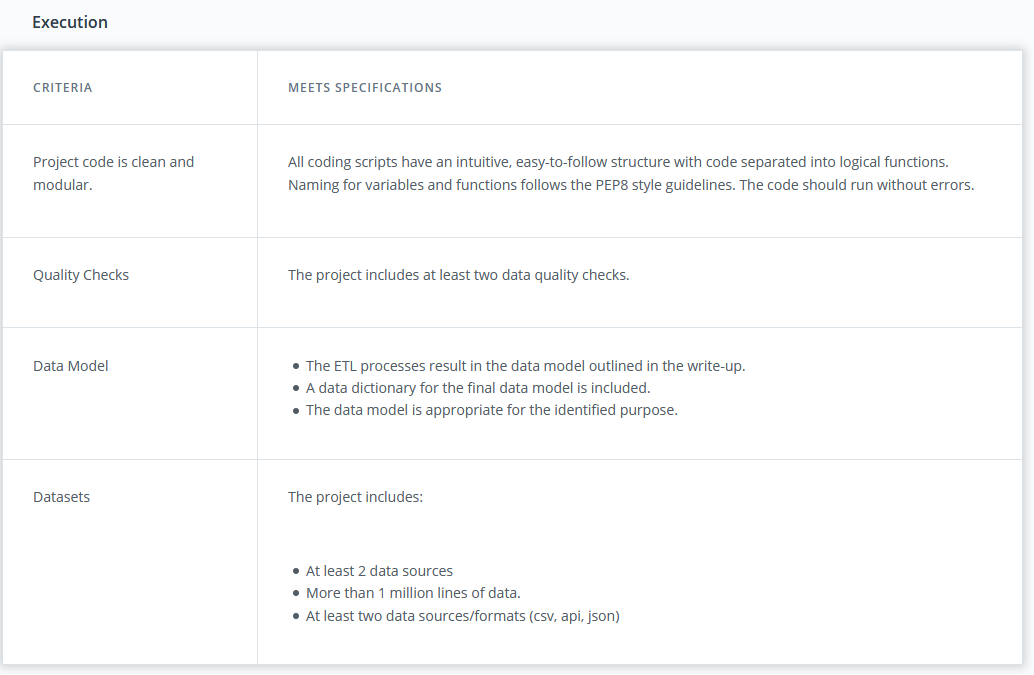 Execution
CRITERIA
MEETS SPECIFICATIONS
Project code is clean and
modular.
All coding scripts have an intuitive, easy-to-follow structure with code separated into logical functions.
Naming for variables and functions follows the PEP8 style guidelines. The code should run without errors.
Quality Checks
The project includes at least two data quality checks.
Data Model
• The ETL processes result in the data model outlined in the write-up.
• A data dictionary for the final data model is included.
• The data model is appropriate for the identified purpose.
Datasets
The project includes:
• At least 2 data sources
• More than 1 million lines of data.
• At least two data sources/formats (csv, api, json)